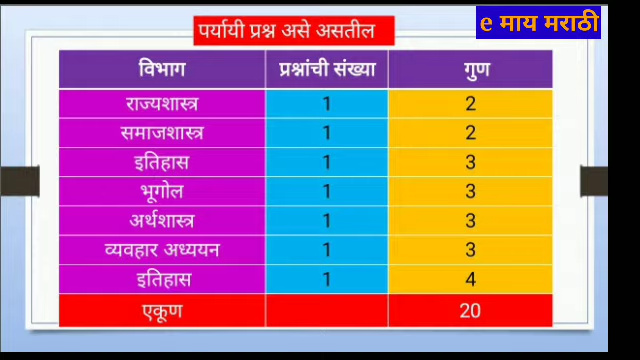 e माय मराठी
पर्यायी प्रश्न असे असतील
विभाग प्रश्नांची संख्या गुण
राज्यशास्त्र 1 2
समाजशास्त्र 1 2
इतिहास 1 3
भूगोल 1 3
अर्थशास्त्र 1 3
व्यवहार अध्ययन 1 3
इतिहास 1 4
एकूण 20